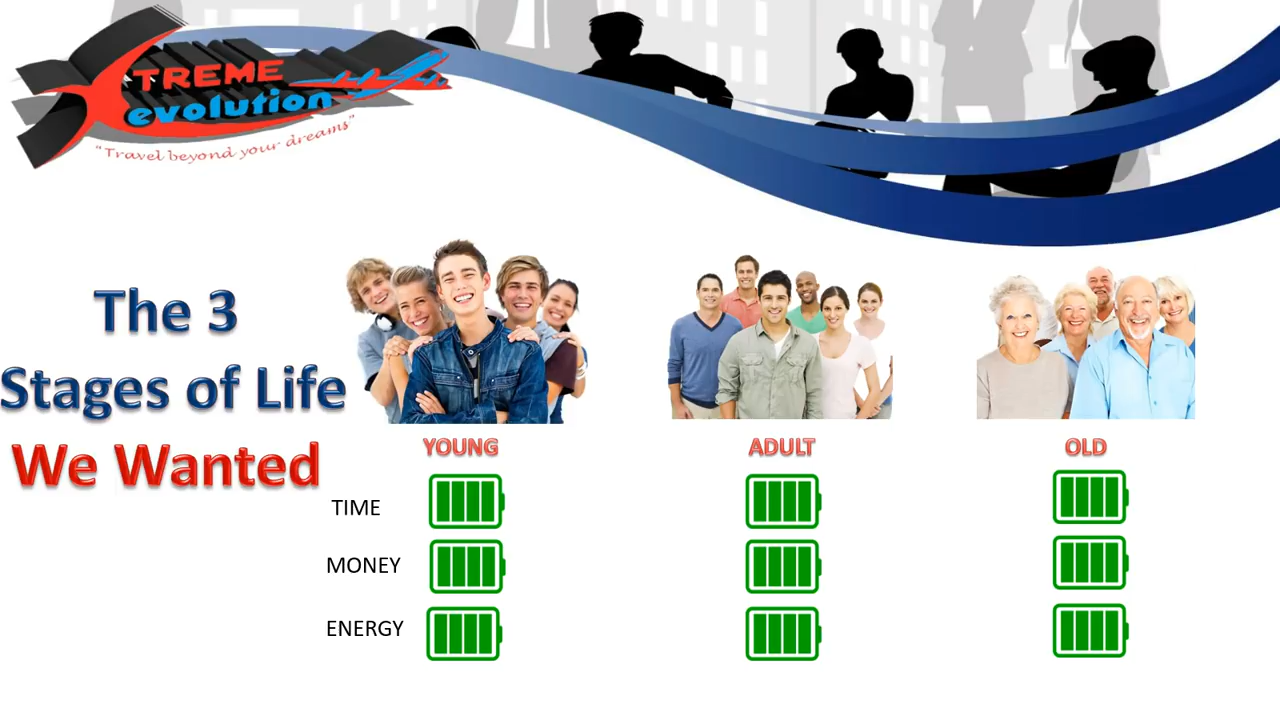 XTREME
evolution
"Travel beyond your dreams"
The 3
Stages of Life
We Wanted
YOUNG ADULT OLD
TIME
MONEY
ENERGY